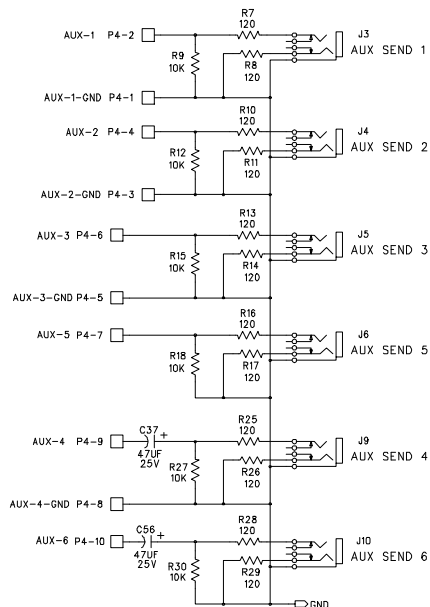 R7
120
AUX-1 P4-2
J3
AUX SEND 1
R9
10K
R8
120
AUX-1-GND P4-1
R10
120
AUX-2 P4-4
J4
AUX SEND 2
R12
10K
R11
120
AUX-2-GND P4-3
R13
120
AUX-3 P4-6
J5
AUX SEND 3
R15
10K
R14
120
AUX-3-GND P4-5
R16
120
AUX-5 P4-7
J6
AUX SEND 5
R18
10K
R17
120
R25
120
C37
+
AUX-4 P4-9
47UF
25V
J9
AUX SEND 4
R27
10K
R26
120
AUX-4-GND P4-8
R28
120
C56
+
AUX-6 P4-10
47UF
25V
J10
AUX SEND 6
R30
10K
R29
120
GND